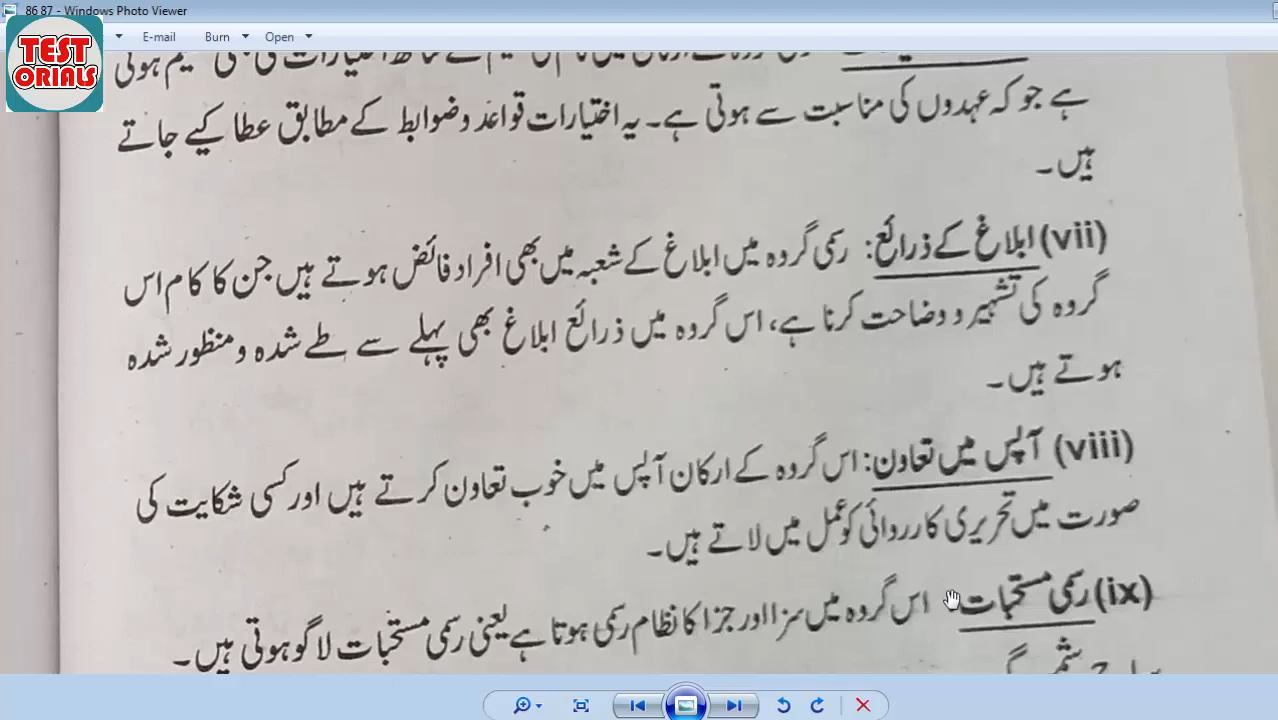 86 87 - Windows Photo Viewer
TEST
ORIALS
E-mail Burn Open
ہے جو کہ عہدوں کی مناسبت سے ہوتی ہے۔ یہ اختیارات قواعد و ضوابط کے مطابق عطا کیے جاتے
ہیں۔
(vii) ابلاغ کے ذرائع: رسمی گروہ میں ابلاغ کے شعبہ میں بھی افراد فائض ہوتے ہیں جن کا کام اس
گروہ کی تشہیر و وضاحت کرنا ہے، اس گروہ میں ذرائع ابلاغ بھی پہلے سے طے شدہ و منظور شدہ
ہوتے ہیں۔
(viii) آپس میں تعاون: اس گروہ کے ارکان آپس میں خوب تعاون کرتے ہیں اور کسی شکایت کی
صورت میں تحریری کارروائی کو عمل میں لاتے ہیں۔
(ix) رسمی مستحبات اس گروہ میں سزا اور جزا کا نظام رسمی ہوتا ہے یعنی رسمی مستحبات لاگو ہوتی ہیں۔